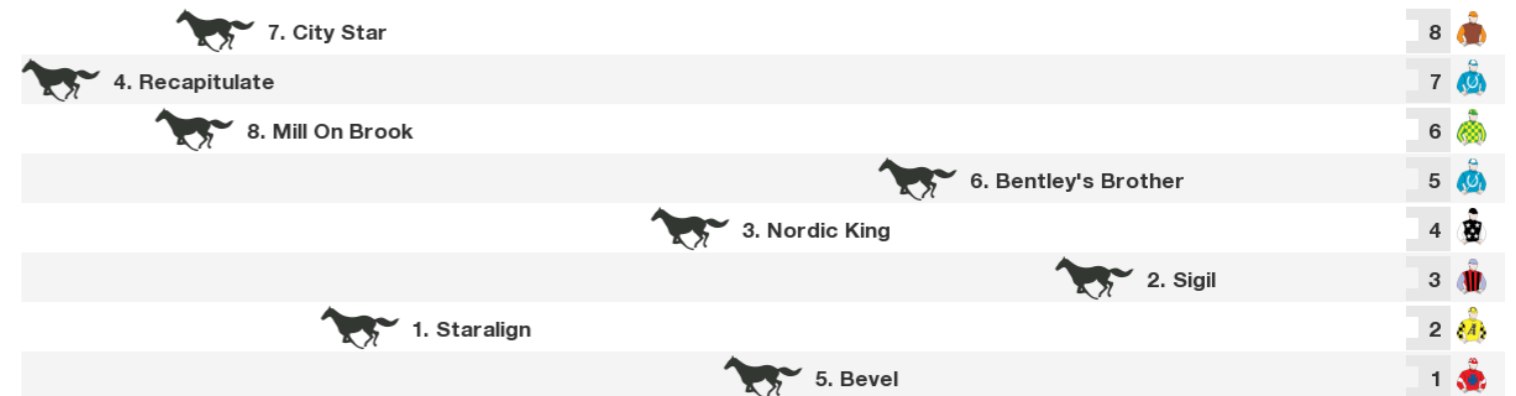 7. City Star 8
4. Recapitulate 7
8. Mill On Brook 6
6. Bentley's Brother 5
3. Nordic King 4
2. Sigil 3
1. Staralign 2
5. Bevel 1